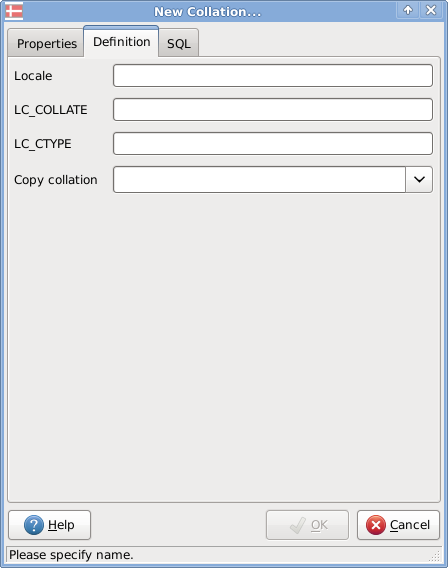 New Collation...
Properties Definition SQL
Locale
LC_COLLATE
LC_CTYPE
Copy collation
Help OK Cancel
Please specify name.